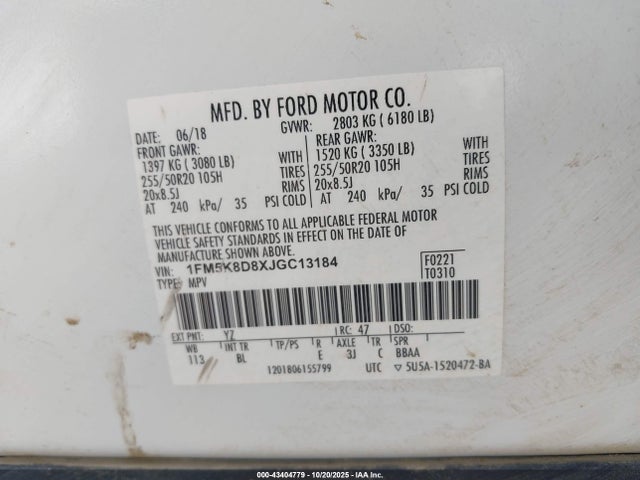 MFD. BY FORD MOTOR CO.
DATE: 06/18 GVWR: 2803 KG ( 6180 LB)
FRONT GAWR: REAR GAWR:
1397 KG ( 3080 LB) WITH 1520 KG ( 3350 LB) WITH
255/50R20 105H TIRES 255/50R20 105H TIRES
20x8.5J RIMS 20x8.5J RIMS
AT 240 kPa/ 35 PSI COLD AT 240 kPa/ 35 PSI COLD
THIS VEHICLE CONFORMS TO ALL APPLICABLE FEDERAL MOTOR
VEHICLE SAFETY STANDARDS IN EFFECT ON THE DATE OF
MANUFACTURE SHOWN ABOVE.
VIN: 1FM5K8D8XJGC13184 F0221
TYPE: MPV T0310
EXT PNT: YZ RC: 47 DSO:
WB INT TR TP/PS R AXLE TR SPR
113 BL E 3J C BBAA
1201806155799 UTC ▽ 5U5A-1520472-BA
000-43404779 - 10/20/2025 - IAA Inc.